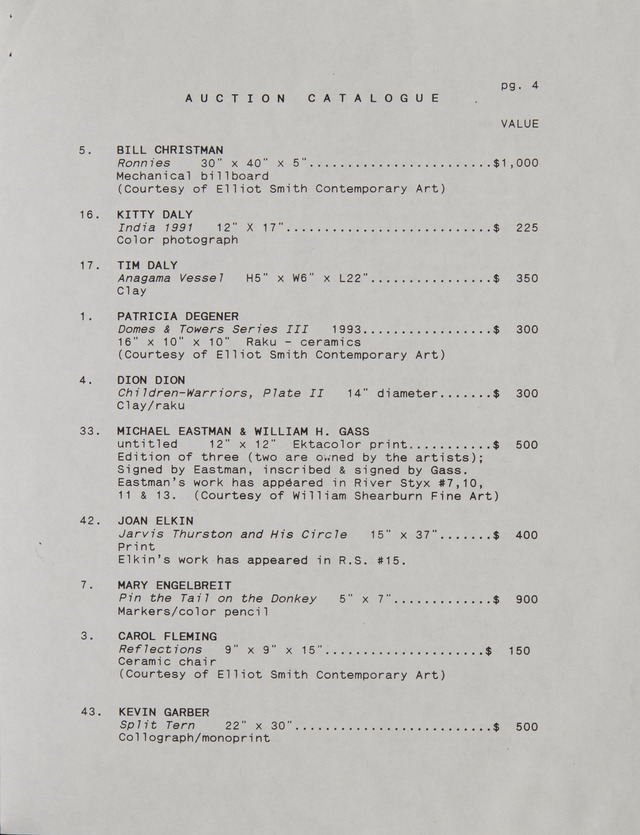 pg. 4
AUCTION CATALOGUE
VALUE
5. BILL CHRISTMAN
Ronnies 30" x 40" x 5"........................$1,000
Mechanical billboard
(Courtesy of Elliot Smith Contemporary Art)
16. KITTY DALY
India 1991 12" X 17"...........................$ 225
Color photograph
17. TIM DALY
Anagama Vessel H5" x W6" x L22"................$ 350
Clay
1. PATRICIA DEGENER
Domes & Towers Series III 1993.................$ 300
16" x 10" x 10" Raku - ceramics
(Courtesy of Elliot Smith Contemporary Art)
4. DION DION
Children-Warriors, Plate II 14" diameter.......$ 300
Clay/raku
33. MICHAEL EASTMAN & WILLIAM H. GASS
untitled 12" x 12" Ektacolor print...........$ 500
Edition of three (two are owned by the artists);
Signed by Eastman, inscribed & signed by Gass.
Eastman's work has appeared in River Styx #7,10,
11 & 13. (Courtesy of William Shearburn Fine Art)
42. JOAN ELKIN
Jarvis Thurston and His Circle 15" x 37".......$ 400
Print
Elkin's work has appeared in R.S. #15.
7. MARY ENGELBREIT
Pin the Tail on the Donkey 5" x 7".............$ 900
Markers/color pencil
3. CAROL FLEMING
Reflections 9" x 9" x 15".....................$ 150
Ceramic chair
(Courtesy of Elliot Smith Contemporary Art)
43. KEVIN GARBER
Split Tern 22" x 30"..........................$ 500
Collograph/monoprint